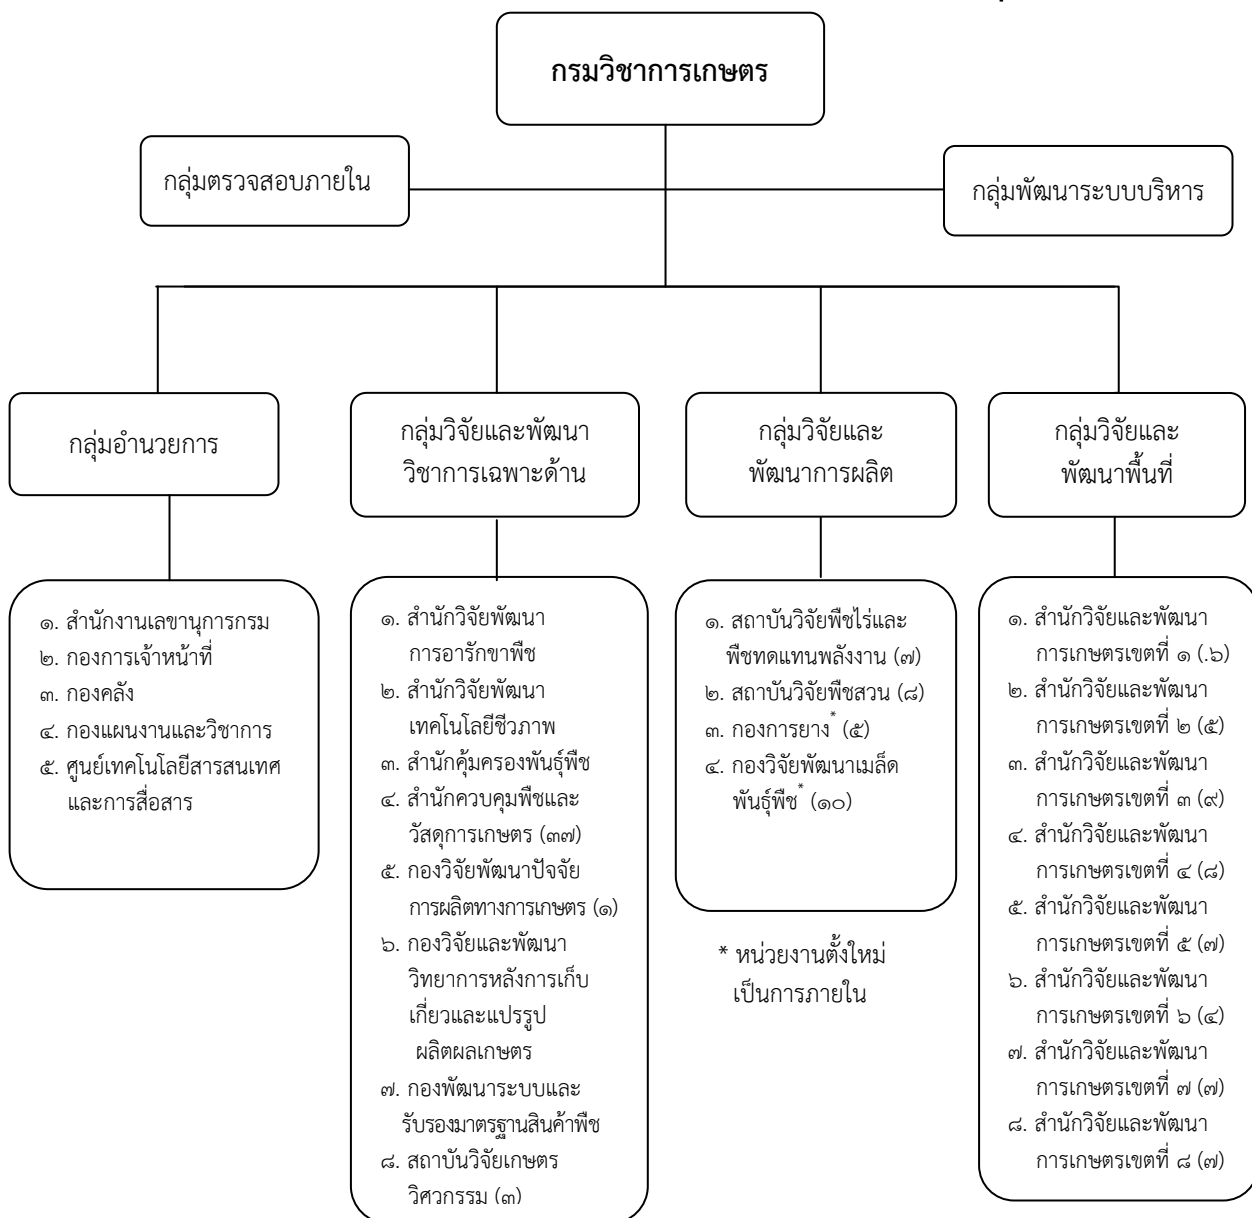 กรมวิชาการเกษตร
กลุ่มตรวจสอบภายใน
กลุ่มพัฒนาระบบบริหาร
กลุ่มอำนวยการ
กลุ่มวิจัยและพัฒนา
วิชาการเฉพาะด้าน
กลุ่มวิจัยและ
พัฒนาการผลิต
กลุ่มวิจัยและ
พัฒนาพื้นที่
๑. สำนักงานเลขานุการกรม
๒. กองการเจ้าหน้าที่
๓. กองคลัง
๔. กองแผนงานและวิชาการ
๕. ศูนย์เทคโนโลยีสารสนเทศ
และการสื่อสาร
๑. สำนักวิจัยพัฒนา
การอารักขาพืช
๒. สำนักวิจัยพัฒนา
เทคโนโลยีชีวภาพ
๓. สำนักคุ้มครองพันธุ์พืช
๔. สำนักควบคุมพืชและ
วัสดุการเกษตร (๓๗)
๕. กองวิจัยพัฒนาปัจจัย
การผลิตทางการเกษตร (๑)
๖. กองวิจัยและพัฒนา
วิทยาการหลังการเก็บ
เกี่ยวและแปรรูป
ผลิตผลเกษตร
๗. กองพัฒนาระบบและ
รับรองมาตรฐานสินค้าพืช
๘. สถาบันวิจัยเกษตร
วิศวกรรม (๓)
๑. สถาบันวิจัยพืชไร่และ
พืชทดแทนพลังงาน (๗)
๒. สถาบันวิจัยพืชสวน (๘)
๓. กองการยาง* (๕)
๔. กองวิจัยพัฒนาเมล็ด
พันธุ์พืช* (๑๐)
* หน่วยงานตั้งใหม่
เป็นการภายใน
๑. สำนักวิจัยและพัฒนา
การเกษตรเขตที่ ๑ (.๖)
๒. สำนักวิจัยและพัฒนา
การเกษตรเขตที่ ๒ (๕)
๓. สำนักวิจัยและพัฒนา
การเกษตรเขตที่ ๓ (๙)
๔. สำนักวิจัยและพัฒนา
การเกษตรเขตที่ ๔ (๘)
๕. สำนักวิจัยและพัฒนา
การเกษตรเขตที่ ๕ (๗)
๖. สำนักวิจัยและพัฒนา
การเกษตรเขตที่ ๖ (๔)
๗. สำนักวิจัยและพัฒนา
การเกษตรเขตที่ ๗ (๗)
๘. สำนักวิจัยและพัฒนา
การเกษตรเขตที่ ๘ (๗)